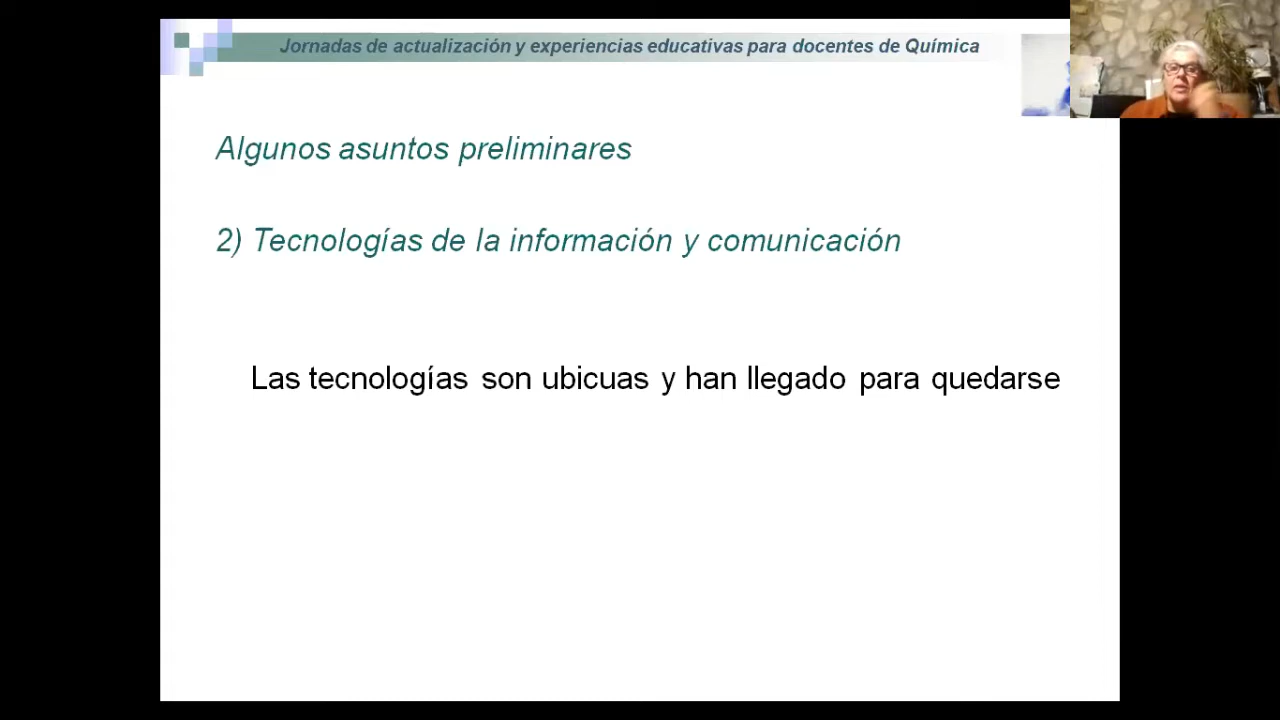 Jornadas de actualización y experiencias educativas para docentes de Química
Algunos asuntos preliminares
2) Tecnologías de la información y comunicación
Las tecnologías son ubicuas y han llegado para quedarse